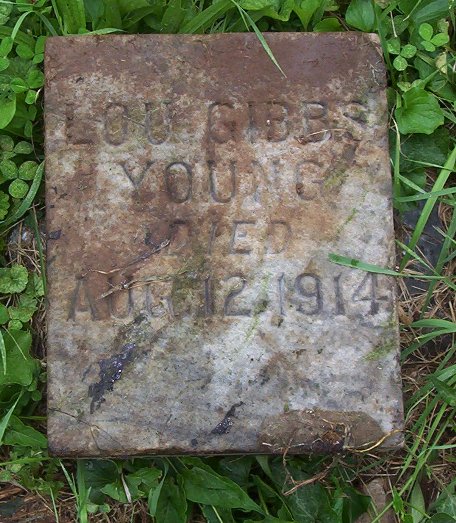 LOU GIBBS
YOUNG
DIED
AUG. 12, 1914